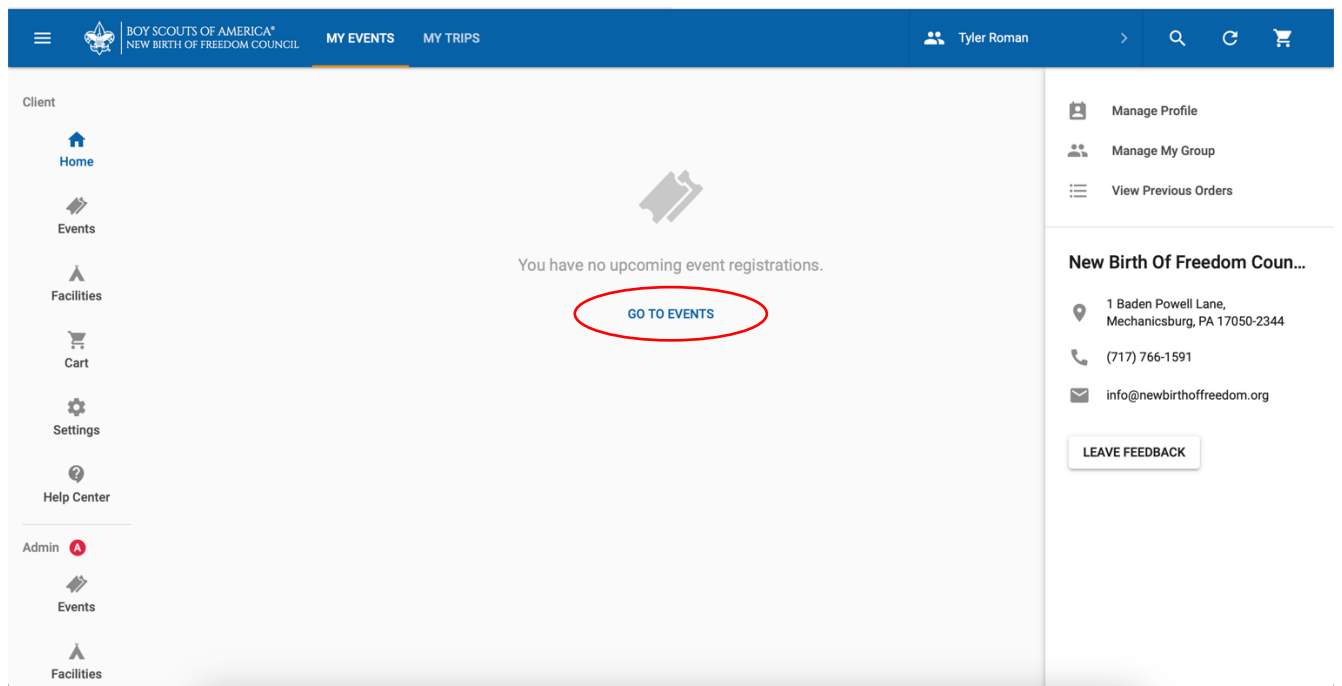 BOY SCOUTS OF AMERICA®
NEW BIRTH OF FREEDOM COUNCIL
MY EVENTS
MY TRIPS
Tyler Roman
Client
Home
Events
Facilities
Cart
Settings
Help Center
Admin A
Events
Facilities
You have no upcoming event registrations.
GO TO EVENTS
Manage Profile
Manage My Group
View Previous Orders
New Birth Of Freedom Coun...
1 Baden Powell Lane,
Mechanicsburg, PA 17050-2344
(717) 766-1591
info@newbirthoffreedom.org
LEAVE FEEDBACK